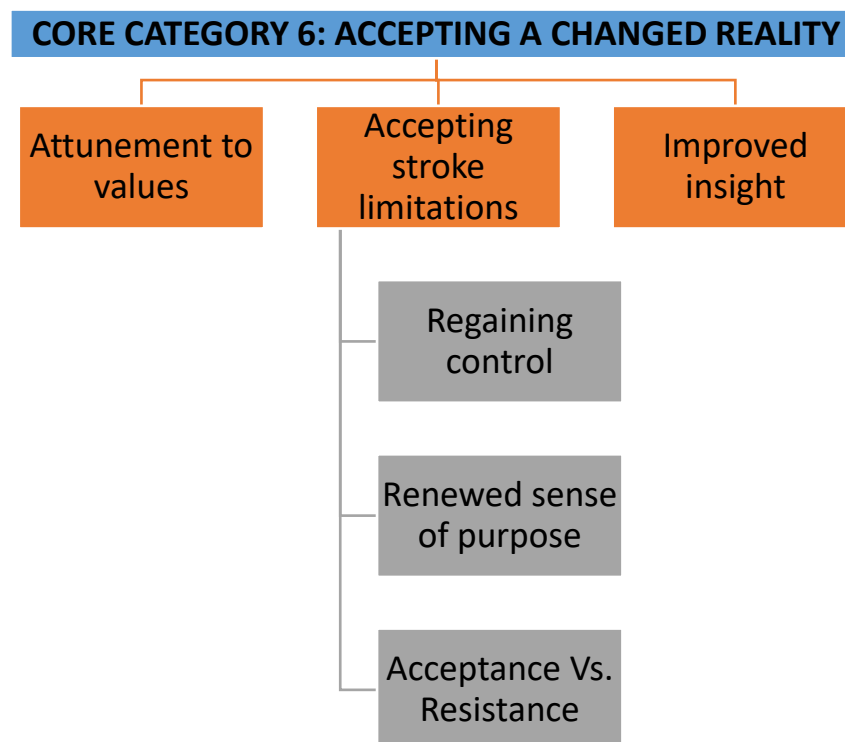 CORE CATEGORY 6: ACCEPTING A CHANGED REALITY
Attunement to
values
Accepting
stroke
limitations
Improved
insight
Regaining
control
Renewed sense
of purpose
Acceptance Vs.
Resistance